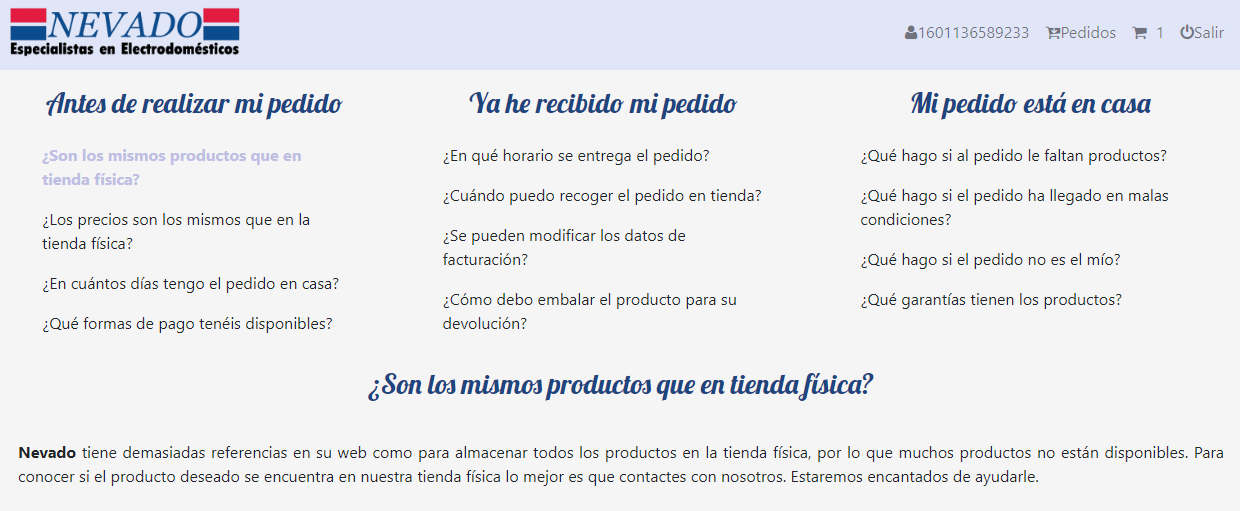 NEVADO
Especialistas en Electrodomésticos
1601136589233 Pedidos 1 Salir
Antes de realizar mi pedido
¿Son los mismos productos que en
tienda física?
¿Los precios son los mismos que en la
tienda física?
¿En cuántos días tengo el pedido en casa?
¿Qué formas de pago tenéis disponibles?
Ya he recibido mi pedido
¿En qué horario se entrega el pedido?
¿Cuándo puedo recoger el pedido en tienda?
¿Se pueden modificar los datos de
facturación?
¿Cómo debo embalar el producto para su
devolución?
Mi pedido está en casa
¿Qué hago si al pedido le faltan productos?
¿Qué hago si el pedido ha llegado en malas
condiciones?
¿Qué hago si el pedido no es el mío?
¿Qué garantías tienen los productos?
¿Son los mismos productos que en tienda física?
Nevado tiene demasiadas referencias en su web como para almacenar todos los productos en la tienda física, por lo que muchos productos no están disponibles. Para
conocer si el producto deseado se encuentra en nuestra tienda física lo mejor es que contactes con nosotros. Estaremos encantados de ayudarle.